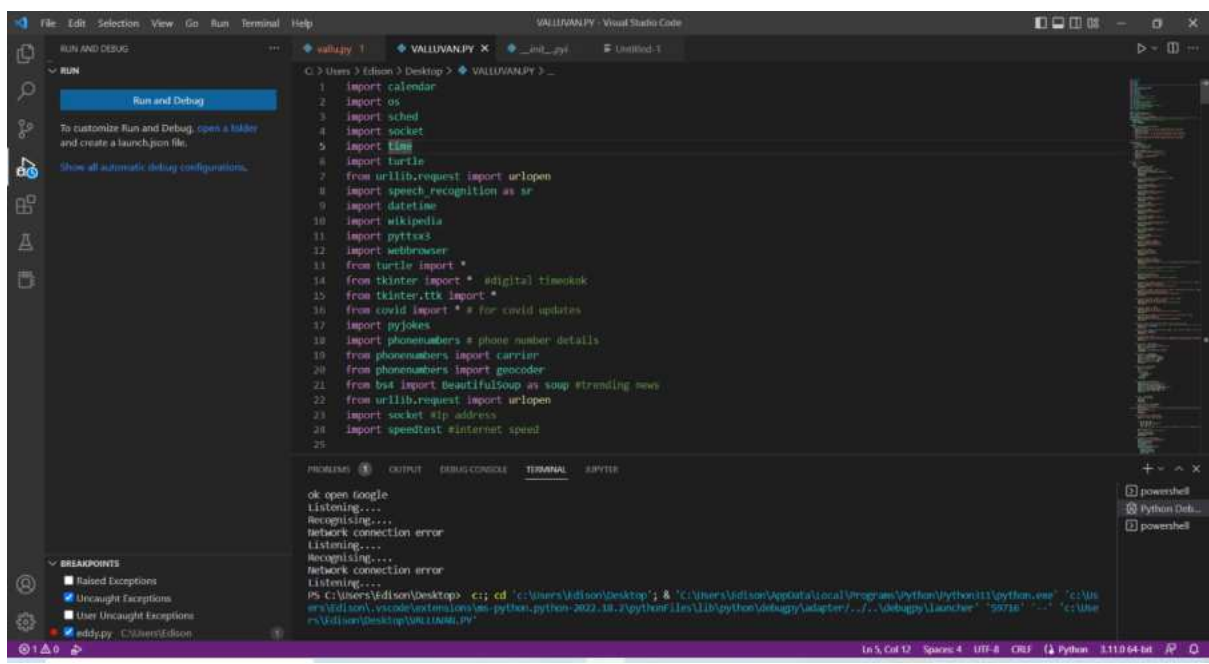 File Edit Selection View Go Run Terminal Help
VALLUVAN.PY - Visual Studio Code
RUN AND DEBUG
vallu.py 1
VALLUVAN.PY
__init__.pyi
Untitled-1
RUN
Run and Debug
To customize Run and Debug, open a folder
and create a launch.json file.
Show all automatic debug configurations.
C: > Users > Edison > Desktop > VALLUVAN.PY > ...
1 import calendar
2 import os
3 import sched
4 import socket
5 import time
6 import turtle
7 from urllib.request import urlopen
8 import speech_recognition as sr
9 import datetime
10 import wikipedia
11 import pyttsx3
12 import webbrowser
13 from turtle import *
14 from tkinter import * #digital timeokok
15 from tkinter.ttk import *
16 from covid import * # for covid updates
17 import pyjokes
18 import phonenumbers # phone number details
19 from phonenumbers import carrier
20 from phonenumbers import geocoder
21 from bs4 import BeautifulSoup as soup #trending news
22 from urllib.request import urlopen
23 import socket #ip address
24 import speedtest #internet speed
25
PROBLEMS 1 OUTPUT DEBUG CONSOLE TERMINAL JUPYTER
ok open Google
Listening....
Recognising....
Network connection error
Listening....
Recognising....
Network connection error
Listening....
PS C:\Users\Edison\Desktop> c:; cd 'c:\Users\Edison\Desktop'; & 'C:\Users\Edison\AppData\Local\Programs\Python\Python311\python.exe' 'c:\Us
ers\Edison\.vscode\extensions\ms-python.python-2022.18.2\pythonFiles\lib\python\debugpy\adapter/../..\debugpy\launcher' '59716' '--' 'c:\Use
rs\Edison\Desktop\VALLUVAN.PY'
powershell
Python Deb...
powershell
BREAKPOINTS
Raised Exceptions
Uncaught Exceptions
User Uncaught Exceptions
eddy.py C:\Users\Edison 1
1 0
Ln 5, Col 12 Spaces: 4 UTF-8 CRLF Python 3.11.0 64-bit